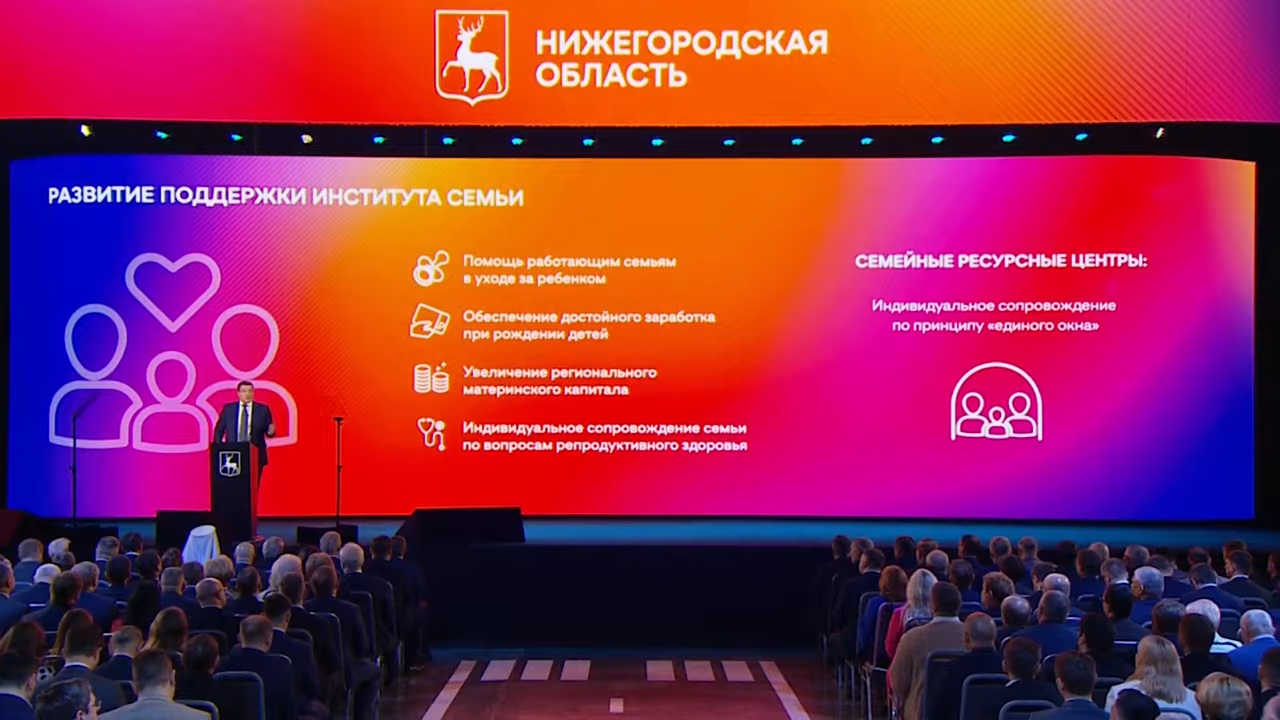 НИЖЕГОРОДСКАЯ
ОБЛАСТЬ
РАЗВИТИЕ ПОДДЕРЖКИ ИНСТИТУТА СЕМЬИ
Помощь работающим семьям
в уходе за ребенком
Обеспечение достойного заработка
при рождении детей
Увеличение регионального
материнского капитала
Индивидуальное сопровождение семьи
по вопросам репродуктивного здоровья
СЕМЕЙНЫЕ РЕСУРСНЫЕ ЦЕНТРЫ:
Индивидуальное сопровождение
по принципу «единого окна»